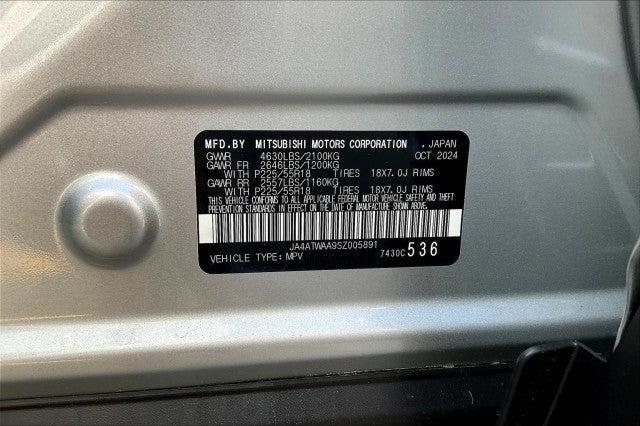 MFD.BY MITSUBISHI MOTORS CORPORATION , JAPAN
GVWR 4630LBS/2100KG OCT 2024
GAWR FR 2646LBS/1200KG
WITH P225/55R18 TIRES 18X7.0J RIMS
GAWR RR 2557LBS/1160KG
WITH P225/55R18 TIRES 18X7.0J RIMS
THIS VEHICLE CONFORMS TO ALL APPLICABLE FEDERAL MOTOR VEHICLE SAFETY AND THEFT
PREVENTION STANDARDS IN EFFECT ON THE DATE OF MANUFACTURE SHOWN ABOVE.
JA4ATWAA9SZ005891
VEHICLE TYPE: MPV 7430C 536